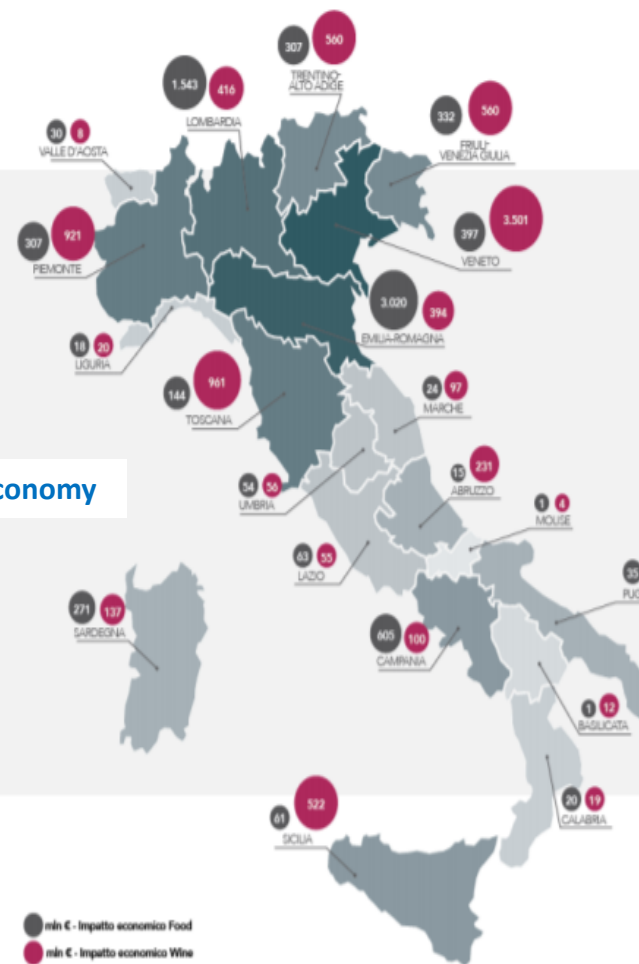 307 560
TRENTINO-
ALTO ADIGE
1.543 416
LOMBARDIA
332 560
FRIULI-
VENEZIA GIULIA
30 8
VALLE D'AOSTA
397 3.501
VENETO
307 921
PIEMONTE
3.020 394
EMILIA-ROMAGNA
18 20
LIGURIA
144 961
TOSCANA
24 97
MARCHE
conomy
54 56
UMBRIA
15 231
ABRUZZO
1 4
MOLISE
63 55
LAZIO
35
PUG
271 137
SARDEGNA
605 100
CAMPANIA
1 12
BASILICATA
20 19
CALABRIA
61 522
SICILIA
mln € - Impatto economico Food
mln € - Impatto economico Wine